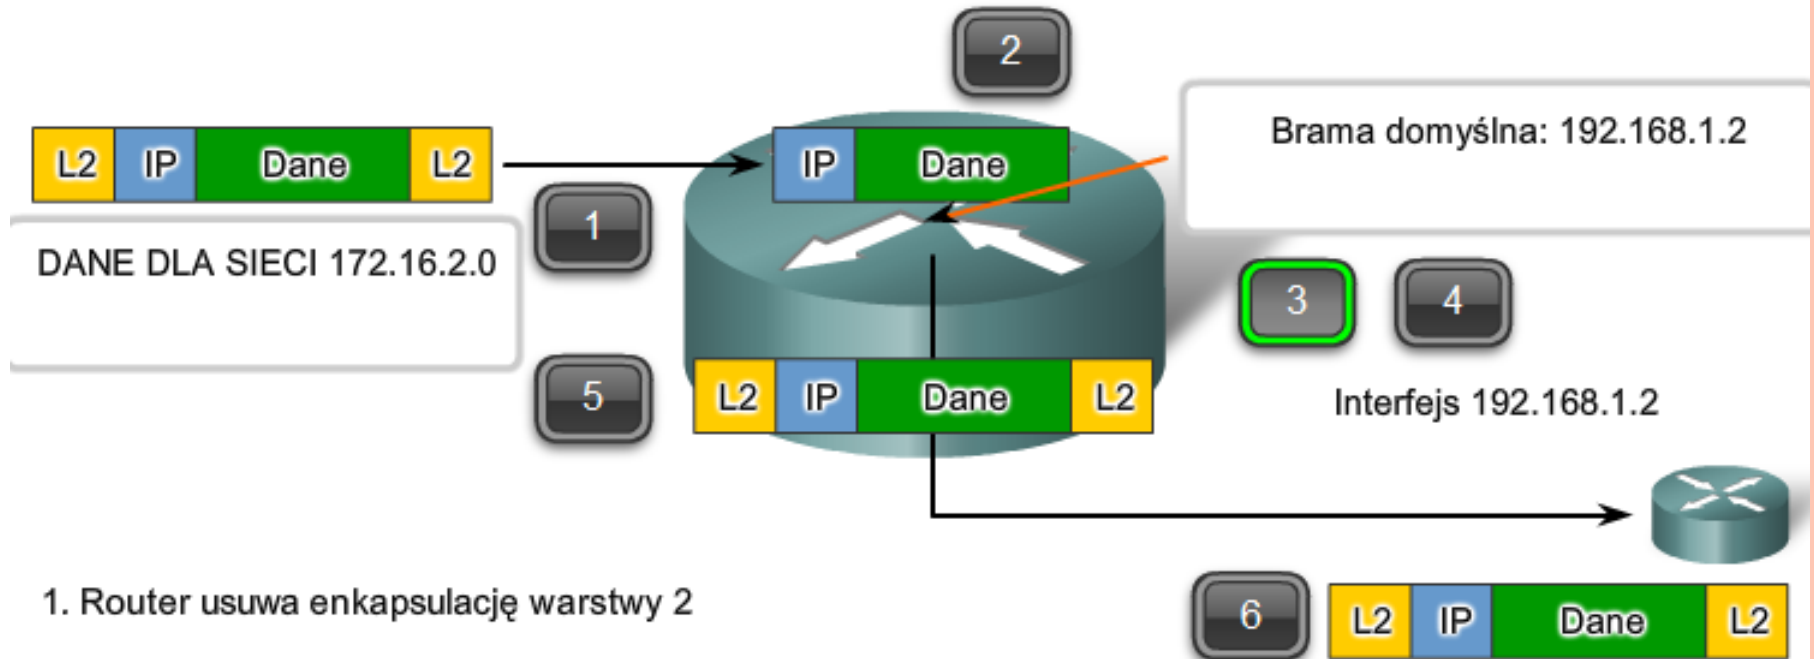 2
L2 IP Dane L2
IP Dane
Brama domyślna: 192.168.1.2
1
DANE DLA SIECI 172.16.2.0
3 4
5
L2 IP Dane L2
Interfejs 192.168.1.2
1. Router usuwa enkapsulację warstwy 2
6
L2 IP Dane L2